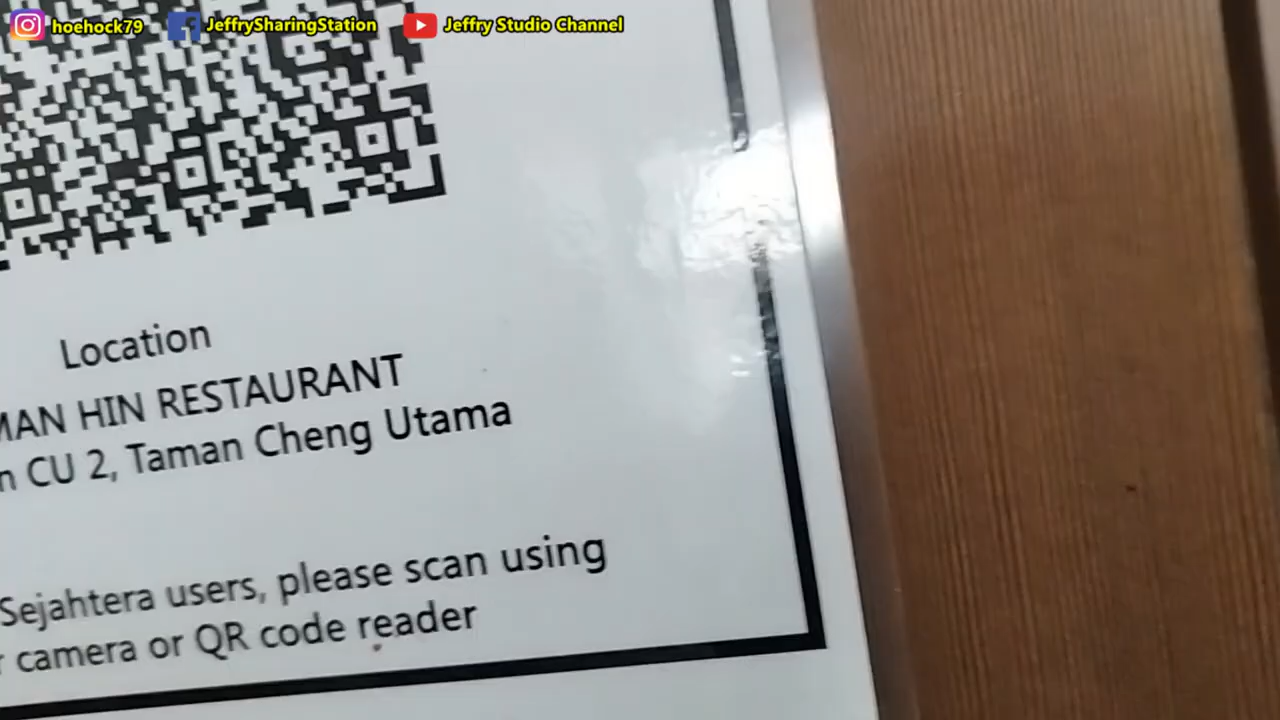 hoehock79 JeffrySharingStation Jeffry Studio Channel
Location
MAN HIN RESTAURANT
CU 2, Taman Cheng Utama
Sejahtera users, please scan using
camera or QR code reader